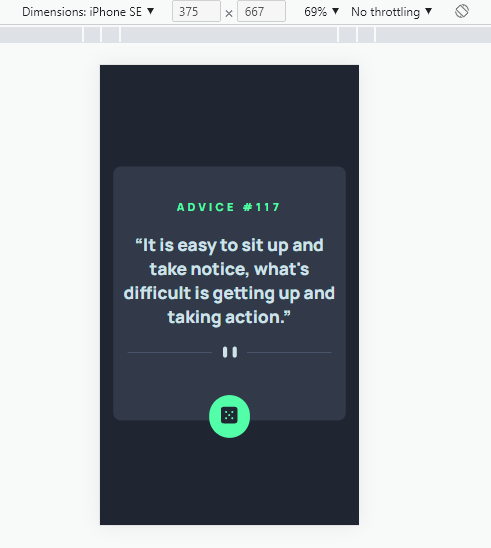 Dimensions: iPhone SE ▼ 375 × 667 69% ▼ No throttling ▼
ADVICE #117
“It is easy to sit up and
take notice, what's
difficult is getting up and
taking action.”